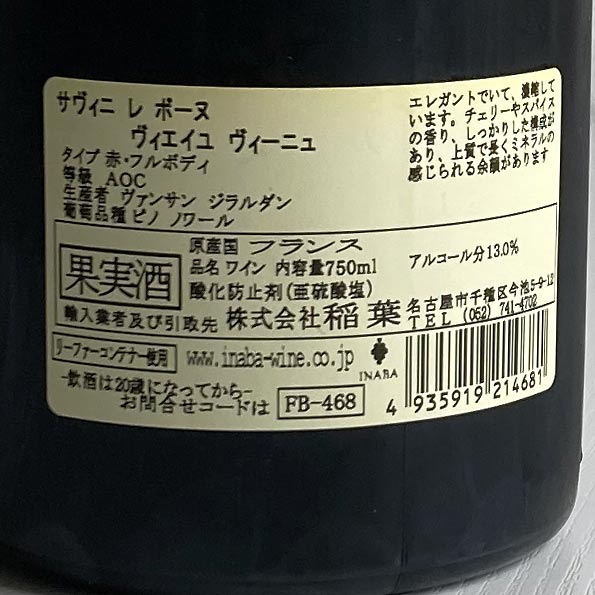 サヴィニ レ ボーヌ
ヴィエイユ ヴィーニュ
タイプ 赤・フルボディ
等級 AOC
生産者 ヴァンサン ジラルダン
葡萄品種 ピノ ノワール
エレガントでいて、濃縮して
います。チェリーやスパイス
の香り、しっかりした構成が
あり、上質で長くミネラルの
感じられる余韻があります
果実酒
原産国 フランス
品名 ワイン 内容量750ml
酸化防止剤(亜硫酸塩)
アルコール分13.0%
輸入業者及び引取先 株式会社 稲葉
名古屋市千種区今池5-9-12
TEL (052) 741-4702
リーファーコンテナー使用
www.inaba-wine.co.jp
INABA
-飲酒は20歳になってから-
お問合せコードは FB-468
4 935919 214681